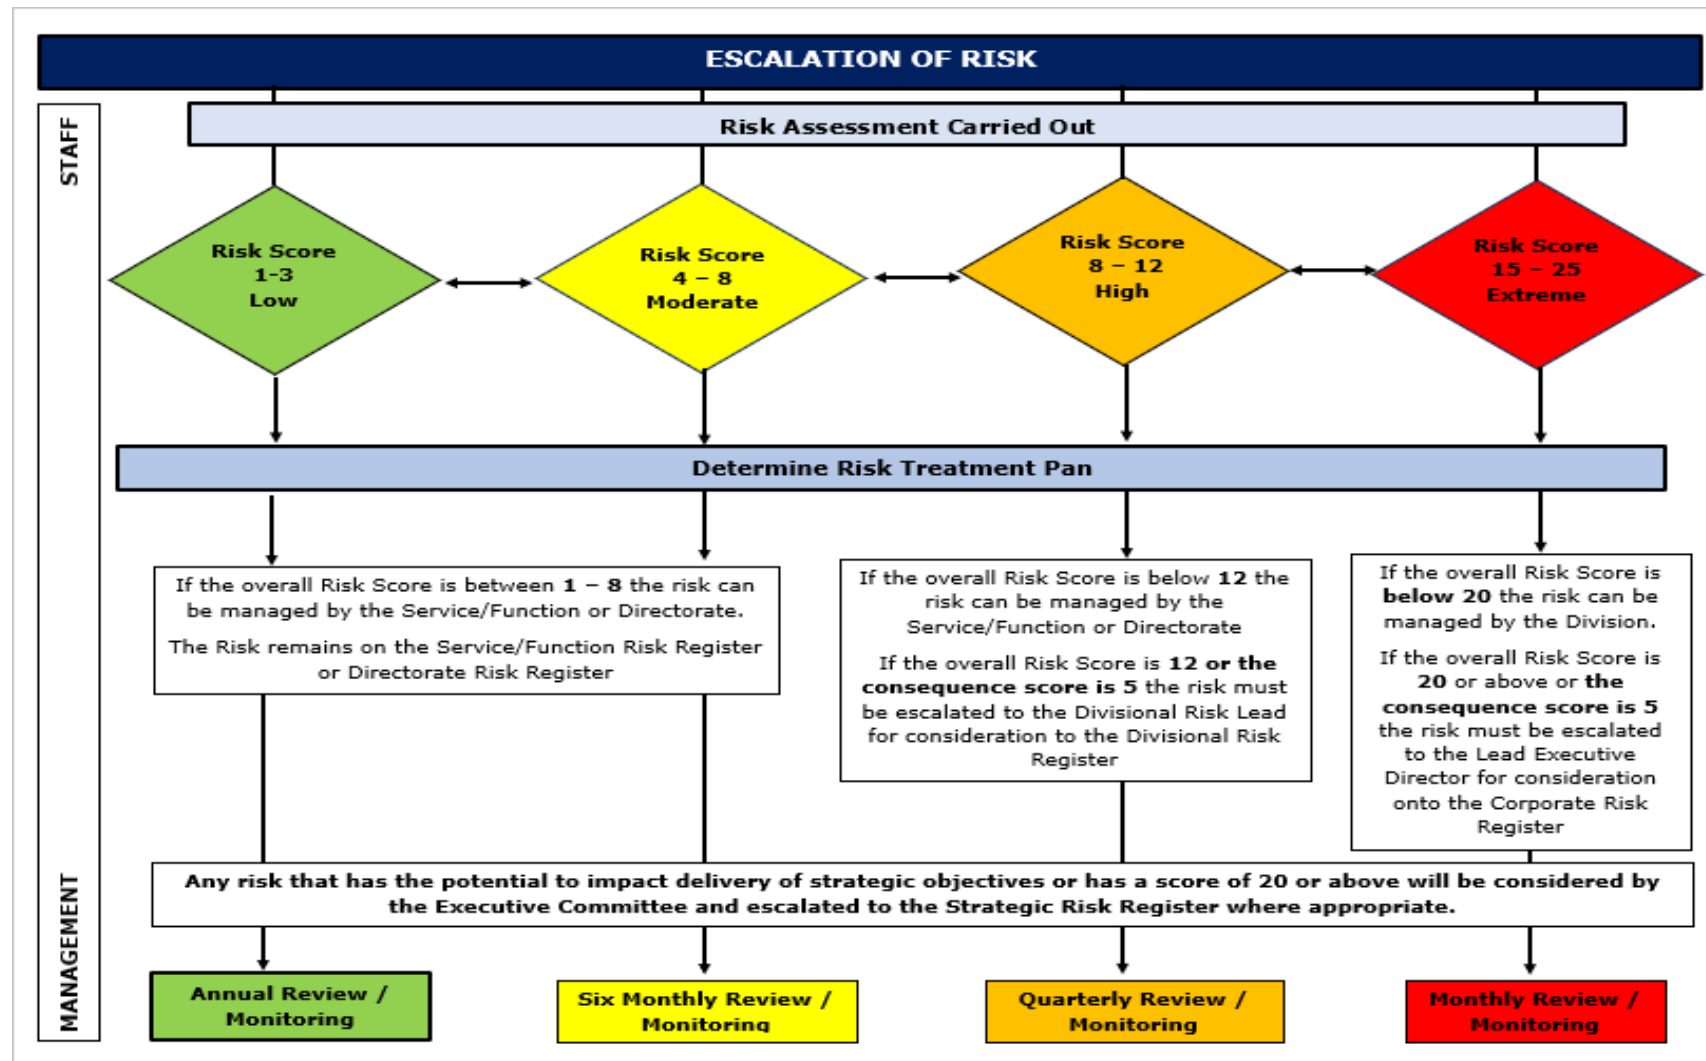 ESCALATION OF RISK
STAFF
Risk Assessment Carried Out
Risk Score
1-3
Low
Risk Score
4 – 8
Moderate
Risk Score
8 – 12
High
Risk Score
15 – 25
Extreme
Determine Risk Treatment Pan
If the overall Risk Score is between 1 – 8 the risk can
be managed by the Service/Function or Directorate.
The Risk remains on the Service/Function Risk Register
or Directorate Risk Register
If the overall Risk Score is below 12 the
risk can be managed by the
Service/Function or Directorate
If the overall Risk Score is 12 or the
consequence score is 5 the risk must
be escalated to the Divisional Risk Lead
for consideration to the Divisional Risk
Register
If the overall Risk Score is
below 20 the risk can be
managed by the Division.
If the overall Risk Score is
20 or above or the
consequence score is 5
the risk must be escalated
to the Lead Executive
Director for consideration
onto the Corporate Risk
Register
MANAGEMENT
Any risk that has the potential to impact delivery of strategic objectives or has a score of 20 or above will be considered by
the Executive Committee and escalated to the Strategic Risk Register where appropriate.
Annual Review /
Monitoring
Six Monthly Review /
Monitoring
Quarterly Review /
Monitoring
Monthly Review /
Monitoring